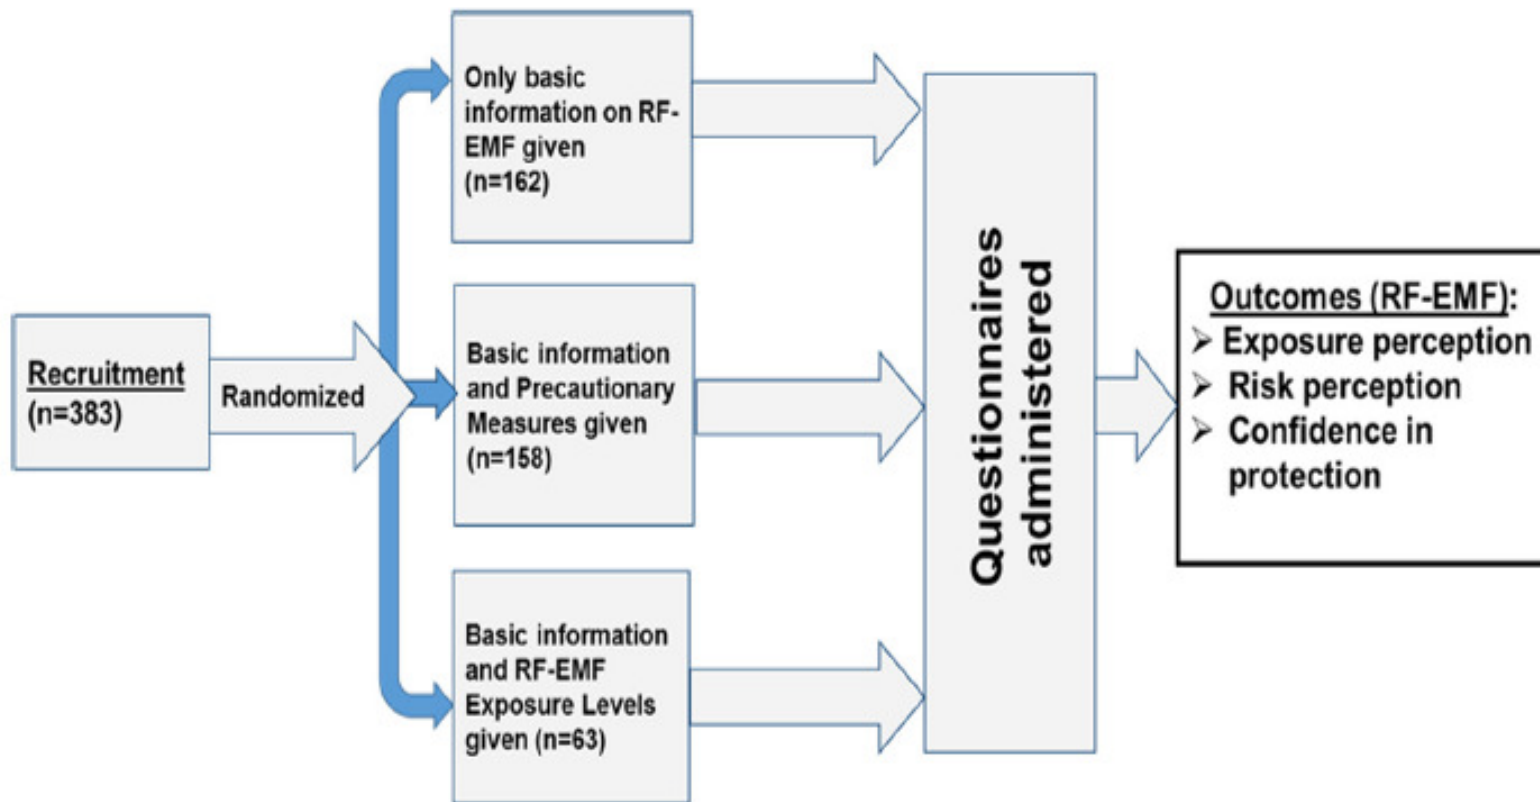 Recruitment
(n=383)
Randomized
Only basic
information on RF-
EMF given
(n=162)
Basic information
and Precautionary
Measures given
(n=158)
Basic information
and RF-EMF
Exposure Levels
given (n=63)
Questionnaires
administered
Outcomes (RF-EMF):
➢ Exposure perception
➢ Risk perception
➢ Confidence in
protection